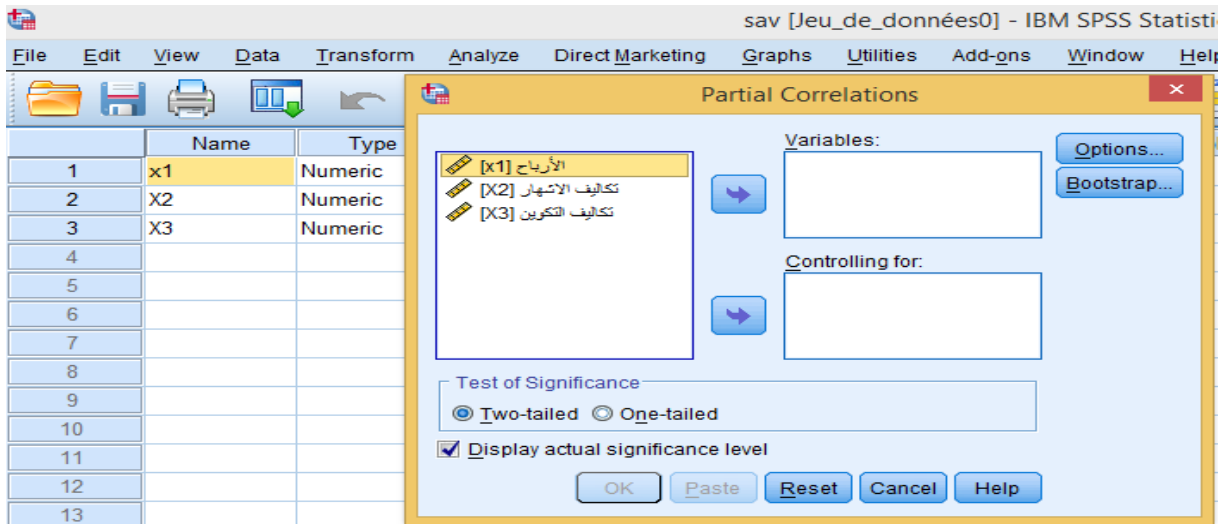 sav [Jeu_de_données0] - IBM SPSS Statisti
File Edit View Data Transform Analyze Direct Marketing Graphs Utilities Add-ons Window Help
Partial Correlations
Name Type
1 x1 Numeric
2 X2 Numeric
3 X3 Numeric
4
5
6
7
8
9
10
11
12
13
الأرباح [x1]
تكاليف الاشهار [X2]
تكاليف التكوين [X3]
Variables:
Options...
Bootstrap...
Controlling for:
Test of Significance
Two-tailed One-tailed
Display actual significance level
OK Paste Reset Cancel Help